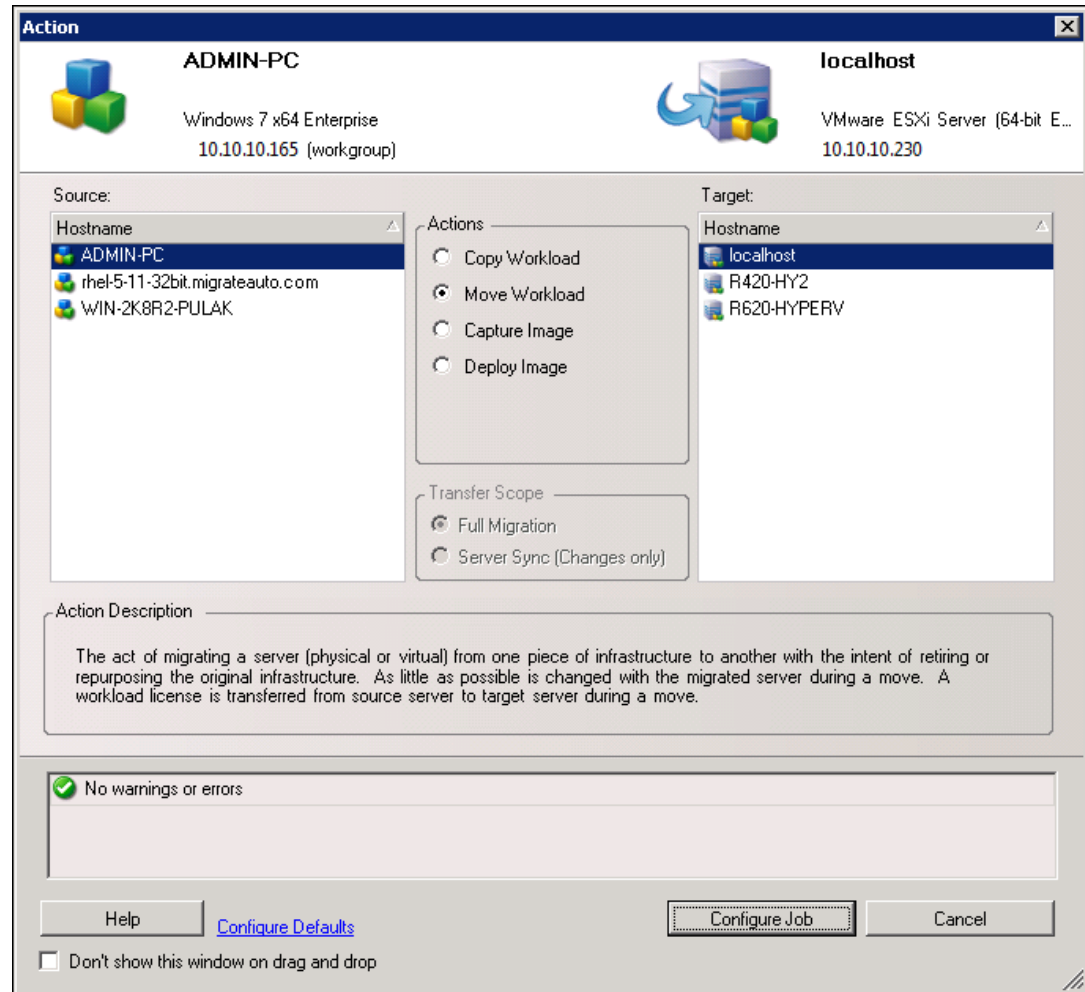 Action
ADMIN-PC
Windows 7 x64 Enterprise
10.10.10.165 (workgroup)
localhost
VMware ESXi Server (64-bit E...
10.10.10.230
Source:
Hostname
ADMIN-PC
rhel-5-11-32bit.migrateauto.com
WIN-2K8R2-PULAK
Actions
Copy Workload
Move Workload
Capture Image
Deploy Image
Transfer Scope
Full Migration
Server Sync (Changes only)
Target:
Hostname
localhost
R420-HY2
R620-HYPERV
Action Description
The act of migrating a server (physical or virtual) from one piece of infrastructure to another with the intent of retiring or
repurposing the original infrastructure. As little as possible is changed with the migrated server during a move. A
workload license is transferred from source server to target server during a move.
No warnings or errors
Help
Configure Defaults
Configure Job
Cancel
Don't show this window on drag and drop